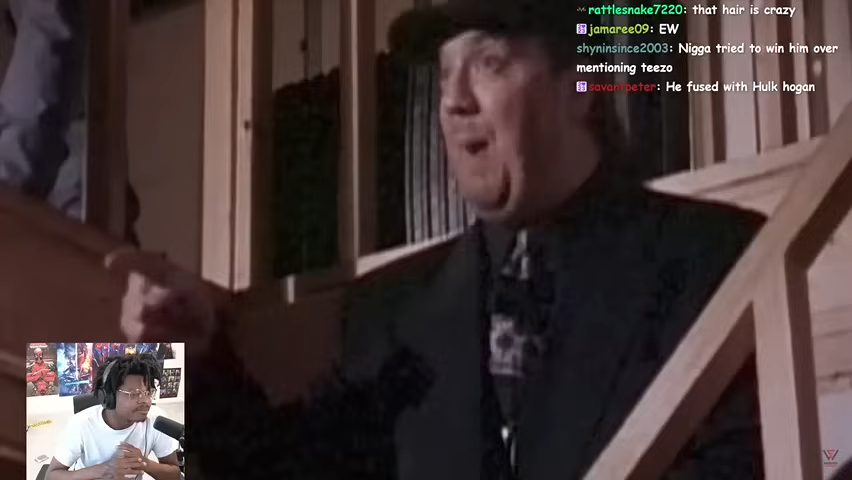 rattlesnake7220: that hair is crazy
jamaree09: EW
shyninsince2003: Nigga tried to win him over
mentioning teezo
savantpeter: He fused with Hulk hogan